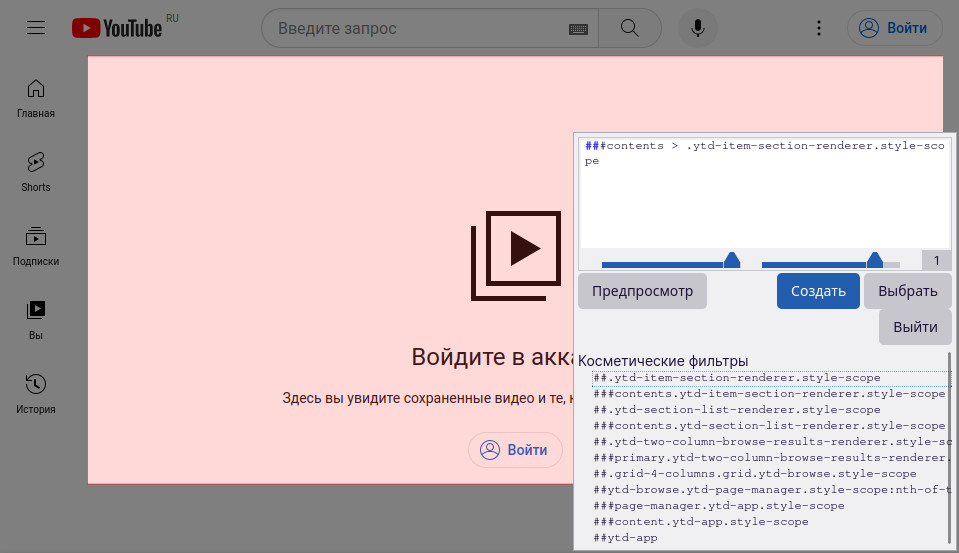 YouTube RU
Введите запрос
Войти
Главная
Shorts
Подписки
Вы
История
Войдите в акка
Здесь вы увидите сохраненные видео и те,
Войти
###contents > .ytd-item-section-renderer.style-sco
pe
1
Предпросмотр
Создать
Выбрать
Выйти
Косметические фильтры
##.ytd-item-section-renderer.style-scope
###contents.ytd-item-section-renderer.style-scope
##.ytd-section-list-renderer.style-scope
###contents.ytd-section-list-renderer.style-scope
##.ytd-two-column-browse-results-renderer.style-sc
###primary.ytd-two-column-browse-results-renderer.
##.grid-4-columns.grid.ytd-browse.style-scope
##ytd-browse.ytd-page-manager.style-scope:nth-of-t
###page-manager.ytd-app.style-scope
###content.ytd-app.style-scope
##ytd-app